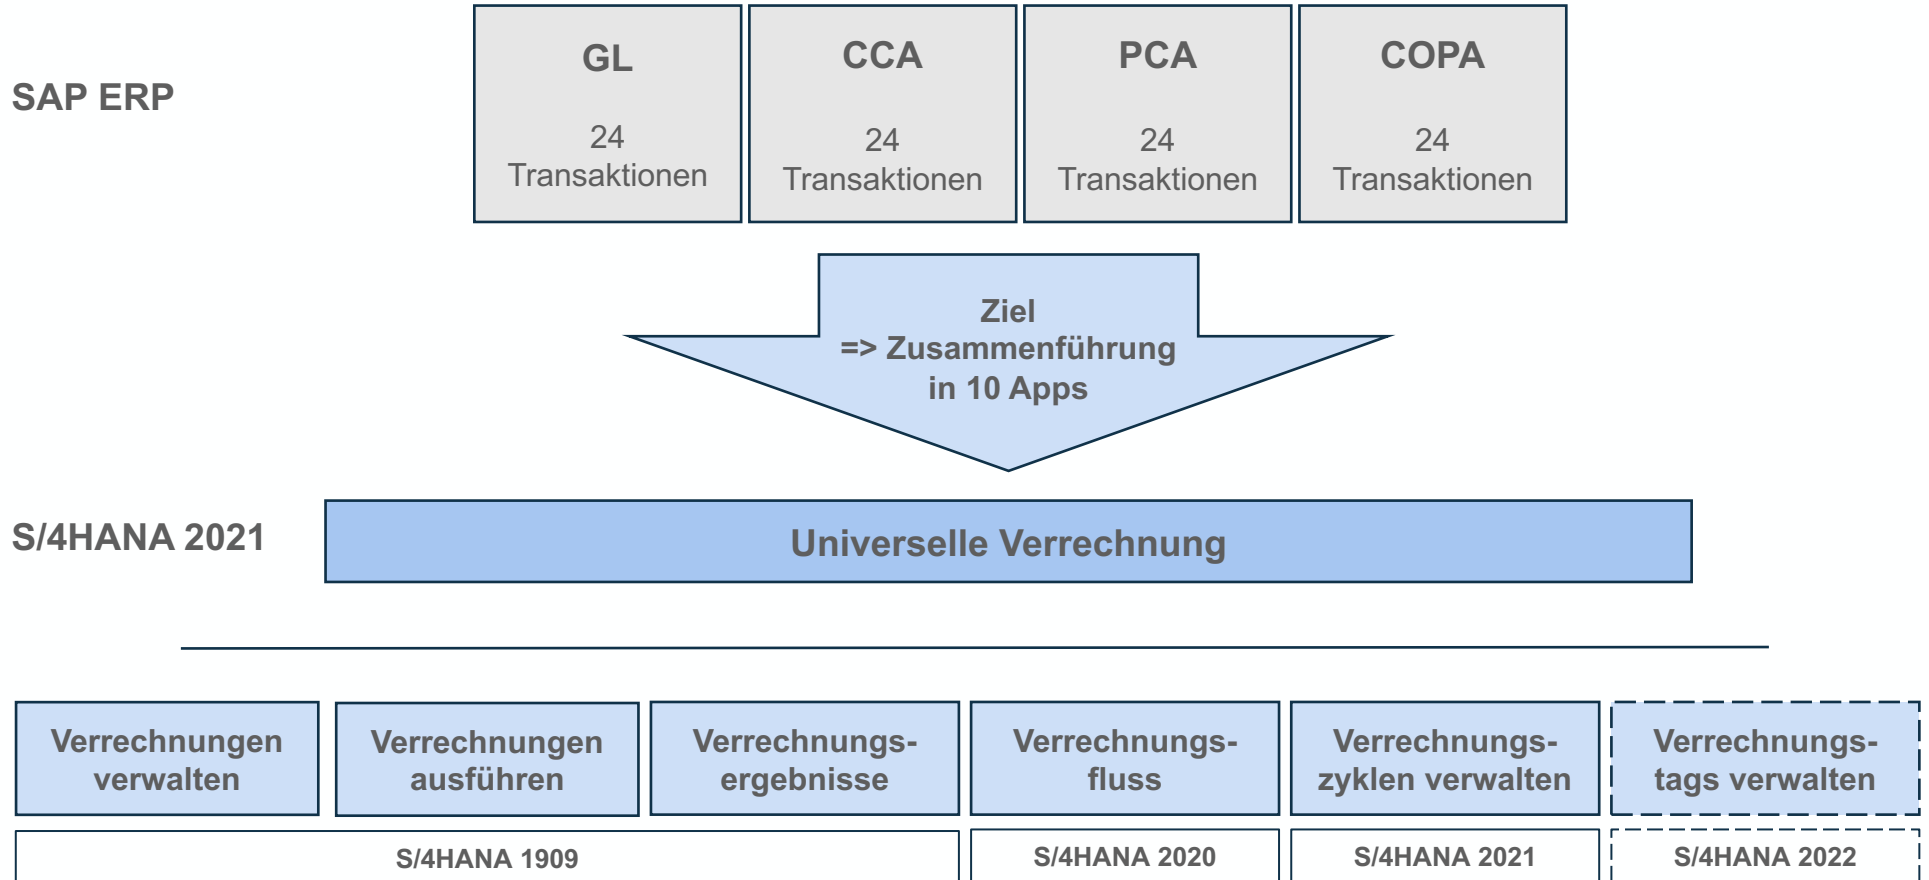 SAP ERP
GL
24
Transaktionen
CCA
24
Transaktionen
PCA
24
Transaktionen
COPA
24
Transaktionen
Ziel
=> Zusammenführung
in 10 Apps
S/4HANA 2021
Universelle Verrechnung
Verrechnungen
verwalten
Verrechnungen
ausführen
Verrechnungs-
ergebnisse
Verrechnungs-
fluss
Verrechnungs-
zyklen verwalten
Verrechnungs-
tags verwalten
S/4HANA 1909
S/4HANA 2020
S/4HANA 2021
S/4HANA 2022